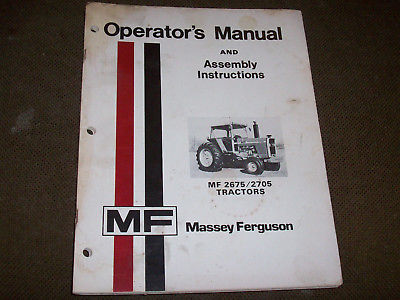 Operator's Manual
AND
Assembly
Instructions
MF 2675/2705
TRACTORS
MF
Massey Ferguson